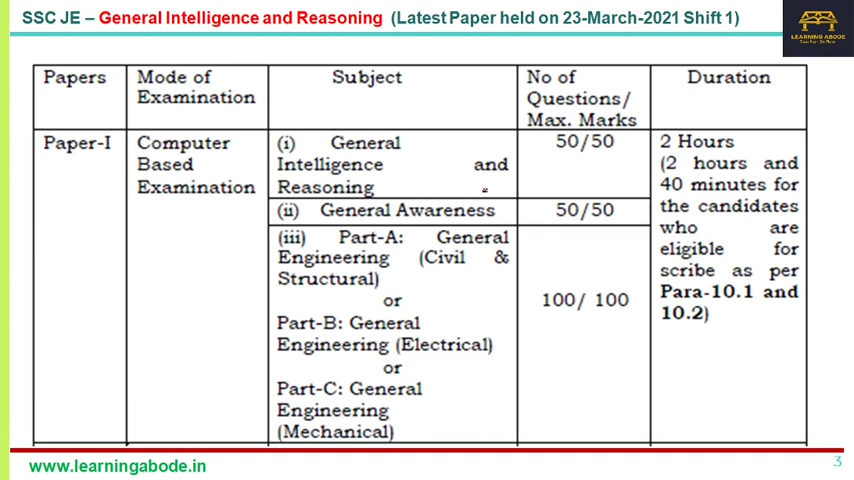 SSC JE – General Intelligence and Reasoning (Latest Paper held on 23-March-2021 Shift 1)
LEARNING ABODE
Papers
Mode of
Examination
Subject
No of
Questions/
Max. Marks
Duration
Paper-I
Computer
Based
Examination
(i) General
Intelligence and
Reasoning
50/50
2 Hours
(2 hours and
40 minutes for
the candidates
who are
eligible for
scribe as per
Para-10.1 and
10.2)
(ii) General Awareness
50/50
(iii) Part-A: General
Engineering (Civil &
Structural)
or
Part-B: General
Engineering (Electrical)
or
Part-C: General
Engineering
(Mechanical)
100/ 100
www.learningabode.in
3